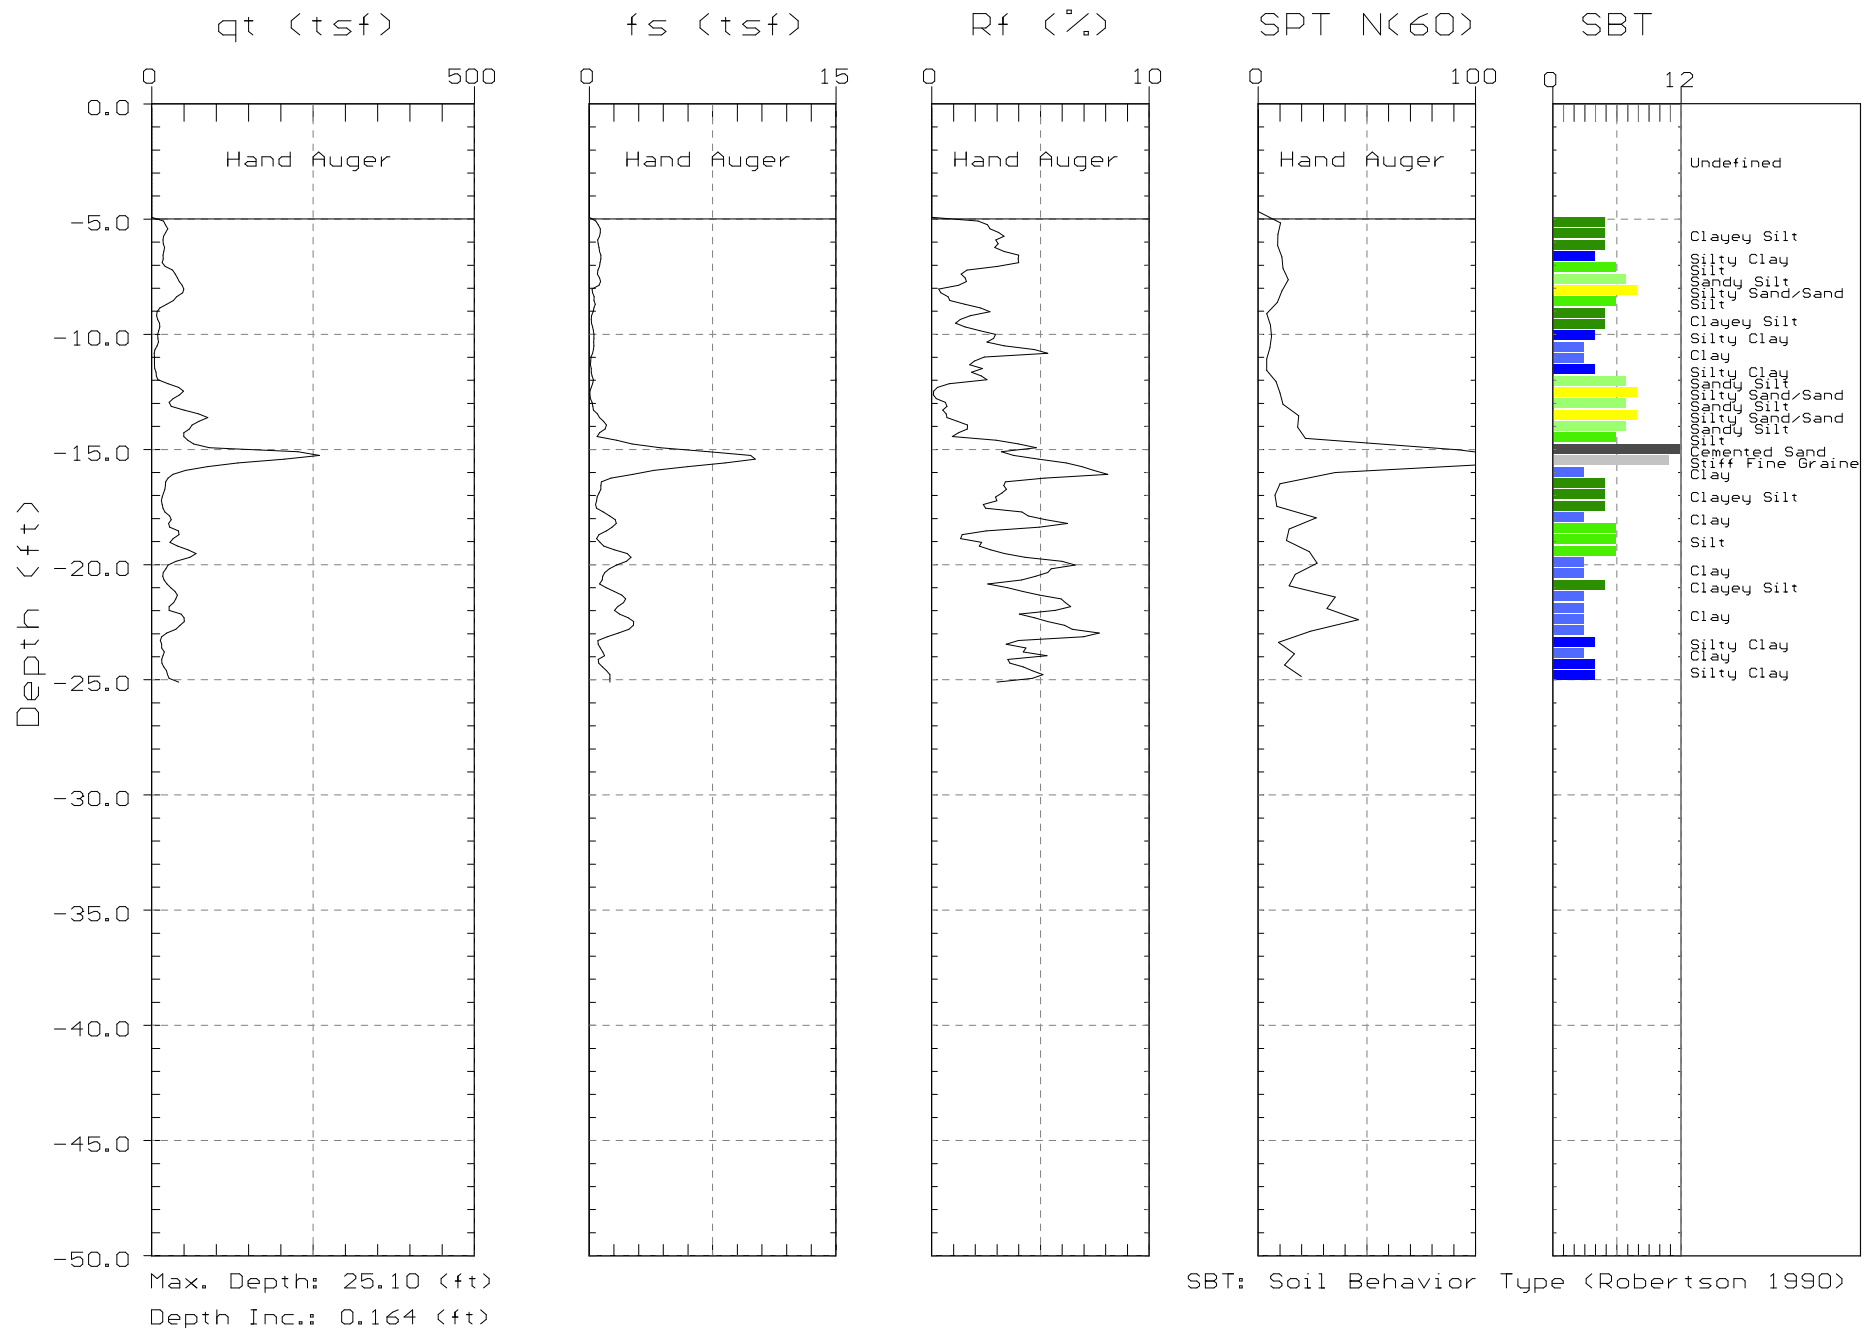 qt (tsf)
fs (tsf)
Rf (%)
SPT N(60)
SBT
0 500
0 15
0 10
0 100
0 12
0.0
-5.0
-10.0
-15.0
-20.0
-25.0
-30.0
-35.0
-40.0
-45.0
-50.0
Depth (ft)
Hand Auger
Hand Auger
Hand Auger
Hand Auger
Undefined
Clayey Silt
Silty Clay
Silt
Sandy Silt
Silty Sand/Sand
Silt
Clayey Silt
Silty Clay
Clay
Silty Clay
Sandy Silt
Silty Sand/Sand
Sandy Silt
Silty Sand/Sand
Sandy Silt
Silt
Cemented Sand
Stiff Fine Graine
Clay
Clayey Silt
Clay
Silt
Clay
Clayey Silt
Clay
Silty Clay
Clay
Silty Clay
Max. Depth: 25.10 (ft)
Depth Inc.: 0.164 (ft)
SBT: Soil Behavior Type (Robertson 1990)